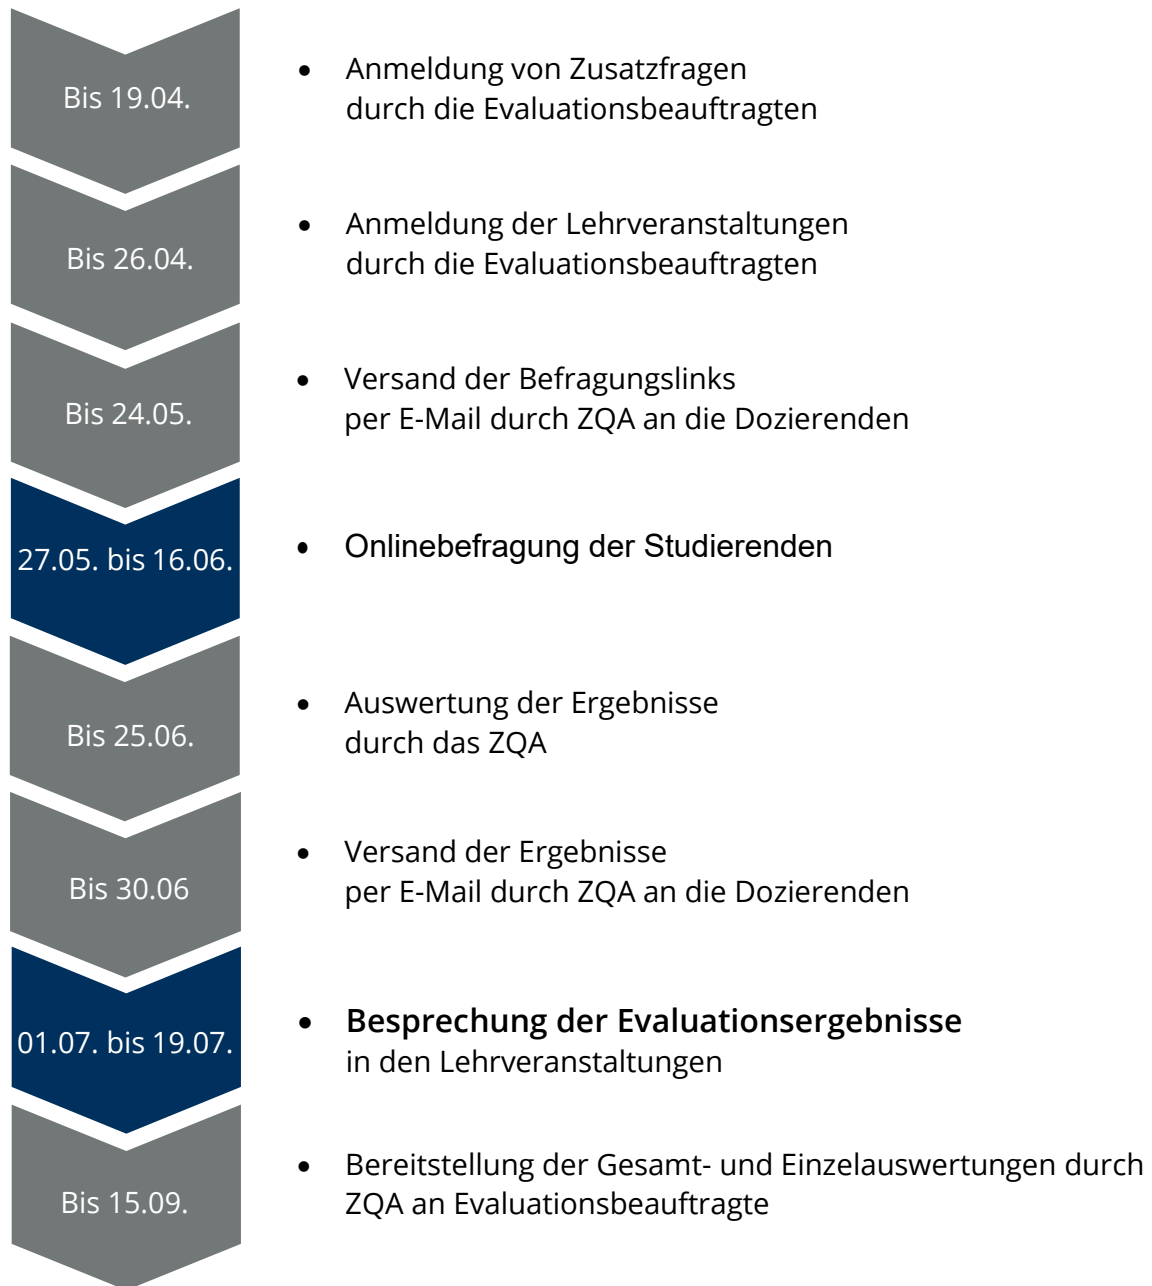 Bis 19.04.
• Anmeldung von Zusatzfragen
durch die Evaluationsbeauftragten
Bis 26.04.
• Anmeldung der Lehrveranstaltungen
durch die Evaluationsbeauftragten
Bis 24.05.
• Versand der Befragungslinks
per E-Mail durch ZQA an die Dozierenden
27.05. bis 16.06.
• Onlinebefragung der Studierenden
Bis 25.06.
• Auswertung der Ergebnisse
durch das ZQA
Bis 30.06
• Versand der Ergebnisse
per E-Mail durch ZQA an die Dozierenden
01.07. bis 19.07.
• Besprechung der Evaluationsergebnisse
in den Lehrveranstaltungen
Bis 15.09.
• Bereitstellung der Gesamt- und Einzelauswertungen durch
ZQA an Evaluationsbeauftragte